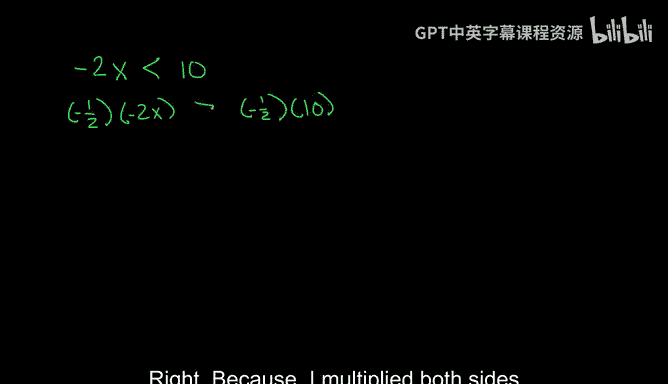 GPT中英字幕课程资源 bilibili
-2x < 10
(-1/2)(-2x) (-1/2)(10)
Right. Because, I multiplied both sides